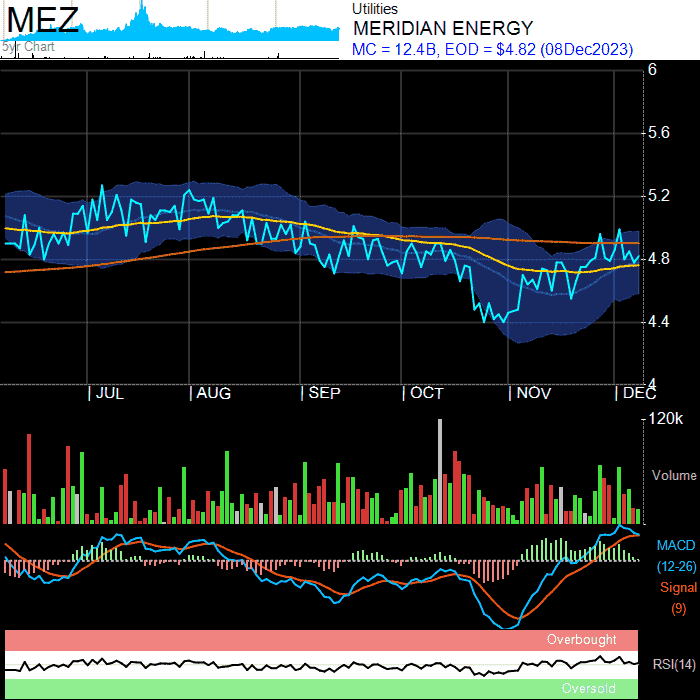 MEZ
5yr Chart
Utilities
MERIDIAN ENERGY
MC = 12.4B, EOD = $4.82 (08Dec2023)
6
5.6
5.2
4.8
4.4
4
JUL AUG SEP OCT NOV DEC
120k
Volume
MACD
(12-26)
Signal
(9)
Overbought
RSI(14)
Oversold